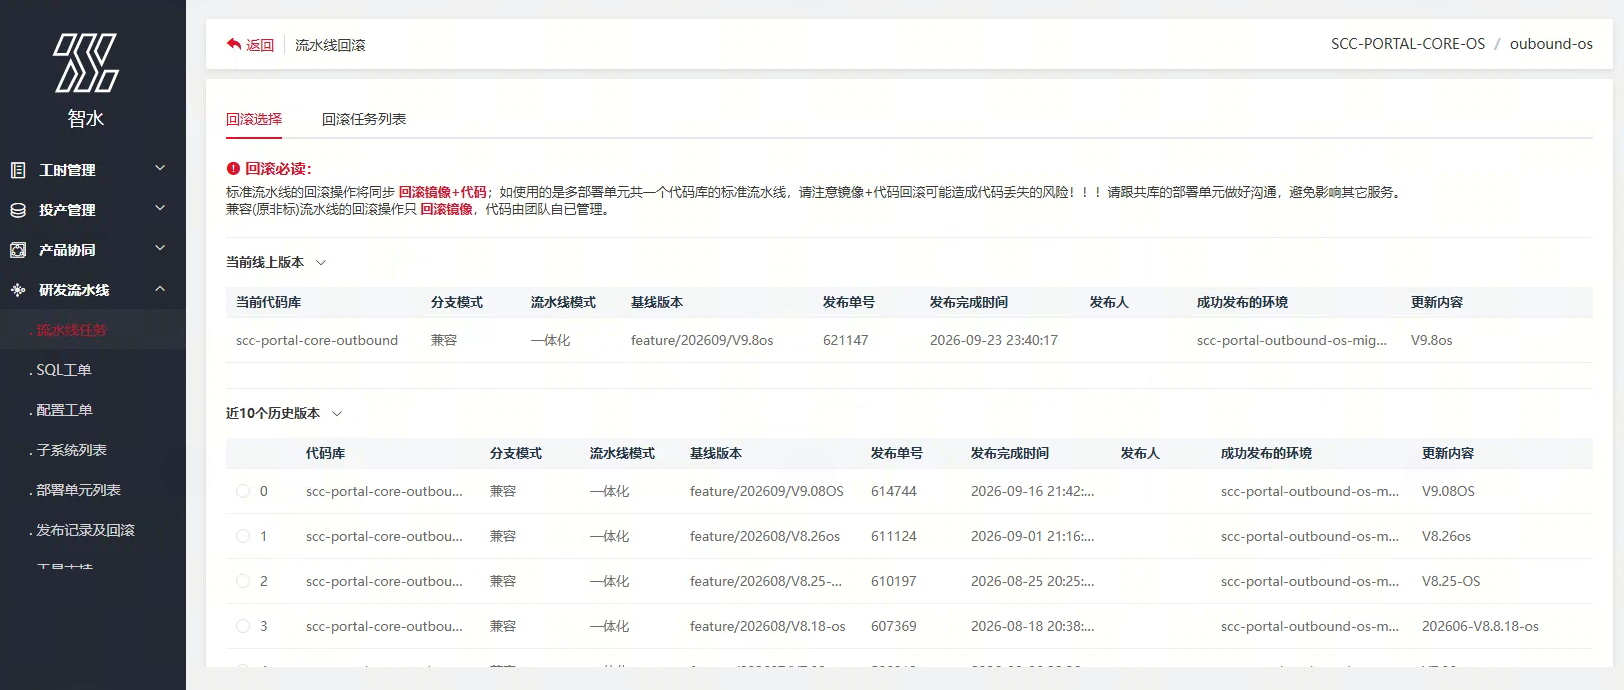 智水
工时管理
投产管理
产品协同
研发流水线
. 流水线任务
. SQL工单
. 配置工单
. 子系统列表
. 部署单元列表
. 发布记录及回滚
返回 流水线回滚
SCC-PORTAL-CORE-OS / oubound-os
回滚选择 回滚任务列表
回滚必读：
标准流水线的回滚操作将同步 回滚镜像+代码；如使用的是多部署单元共一个代码库的标准流水线，请注意镜像+代码回滚可能造成代码丢失的风险！！！请跟共库的部署单元做好沟通，避免影响其它服务。
兼容(原非标)流水线的回滚操作只 回滚镜像，代码由团队自已管理。
当前线上版本
当前代码库 分支模式 流水线模式 基线版本 发布单号 发布完成时间 发布人 成功发布的环境 更新内容
scc-portal-core-outbound 兼容 一体化 feature/202609/V9.8os 621147 2026-09-23 23:40:17 scc-portal-outbound-os-mig... V9.8os
近10个历史版本
代码库 分支模式 流水线模式 基线版本 发布单号 发布完成时间 发布人 成功发布的环境 更新内容
0 scc-portal-core-outbou... 兼容 一体化 feature/202609/V9.08OS 614744 2026-09-16 21:42:... scc-portal-outbound-os-m... V9.08OS
1 scc-portal-core-outbou... 兼容 一体化 feature/202608/V8.26os 611124 2026-09-01 21:16:... scc-portal-outbound-os-m... V8.26os
2 scc-portal-core-outbou... 兼容 一体化 feature/202608/V8.25-... 610197 2026-08-25 20:25:... scc-portal-outbound-os-m... V8.25-OS
3 scc-portal-core-outbou... 兼容 一体化 feature/202608/V8.18-os 607369 2026-08-18 20:38:... scc-portal-outbound-os-m... 202606-V8.8.18-os